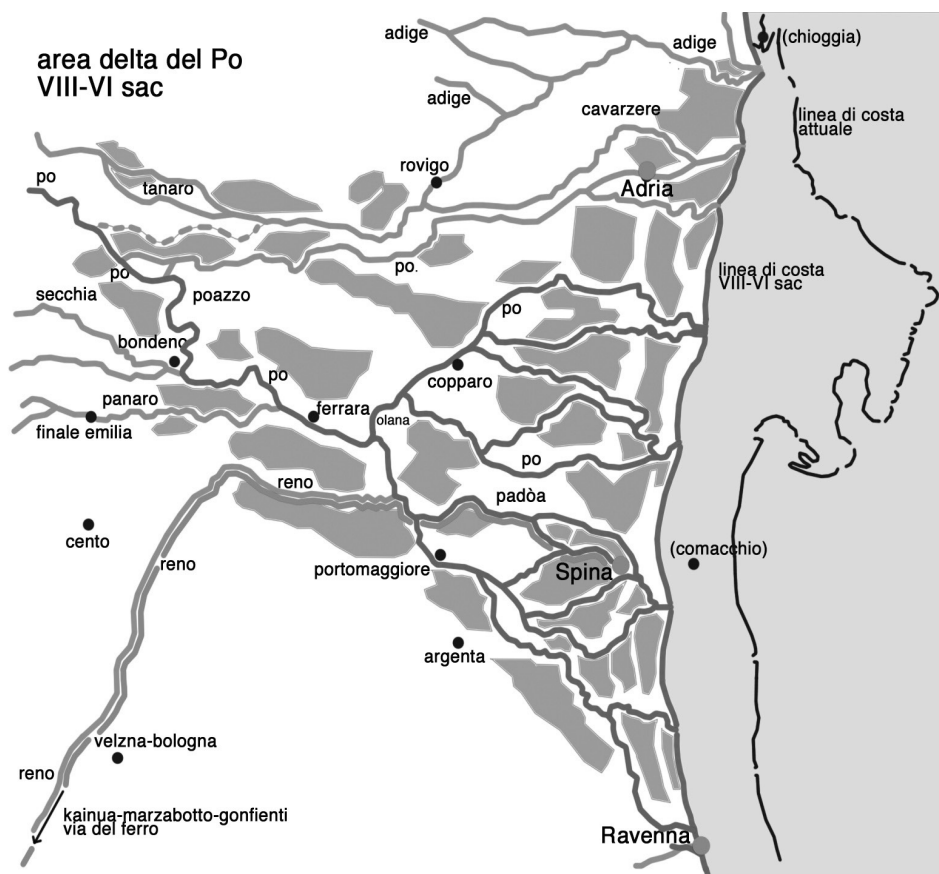 area delta del Po
VIII-VI sac
adige
adige
(chioggia)
adige
cavarzere
linea di costa
attuale
rovigo
po
tanaro
Adria
po
po.
linea di costa
VIII-VI sac
secchia
poazzo
po
bondeno
po
copparo
panaro
ferrara
olana
finale emilia
po
reno
padòa
cento
reno
portomaggiore
Spina
(comacchio)
argenta
velzna-bologna
reno
kainua-marzabotto-gonfienti
via del ferro
Ravenna